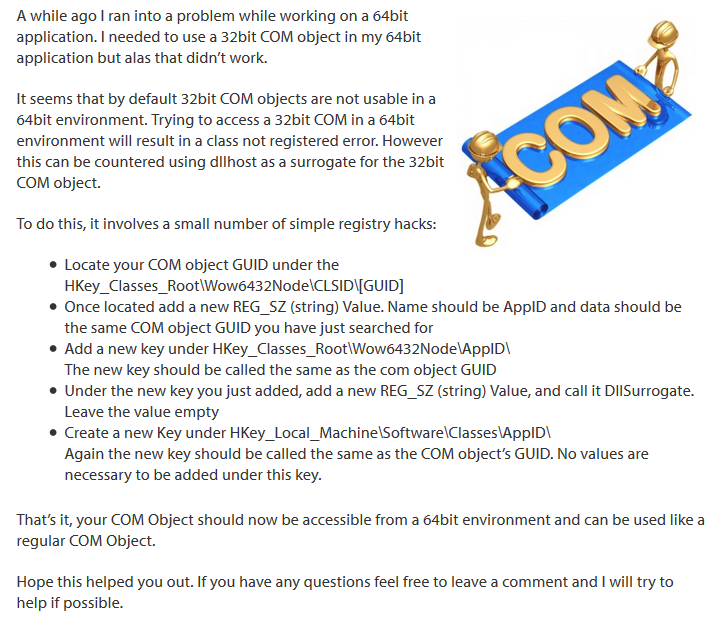 A while ago I ran into a problem while working on a 64bit
application. I needed to use a 32bit COM object in my 64bit
application but alas that didn't work.
COM
It seems that by default 32bit COM objects are not usable in a
64bit environment. Trying to access a 32bit COM in a 64bit
environment will result in a class not registered error. However
this can be countered using dllhost as a surrogate for the 32bit
COM object.
To do this, it involves a small number of simple registry hacks:
• Locate your COM object GUID under the
HKey_Classes_Root\Wow6432Node\CLSID\[GUID]
• Once located add a new REG_SZ (string) Value. Name should be AppID and data should be
the same COM object GUID you have just searched for
• Add a new key under HKey_Classes_Root\Wow6432Node\AppID\
The new key should be called the same as the com object GUID
• Under the new key you just added, add a new REG_SZ (string) Value, and call it DllSurrogate.
Leave the value empty
• Create a new Key under HKey_Local_Machine\Software\Classes\AppID\
Again the new key should be called the same as the COM object's GUID. No values are
necessary to be added under this key.
That's it, your COM Object should now be accessible from a 64bit environment and can be used like a
regular COM Object.
Hope this helped you out. If you have any questions feel free to leave a comment and I will try to
help if possible.